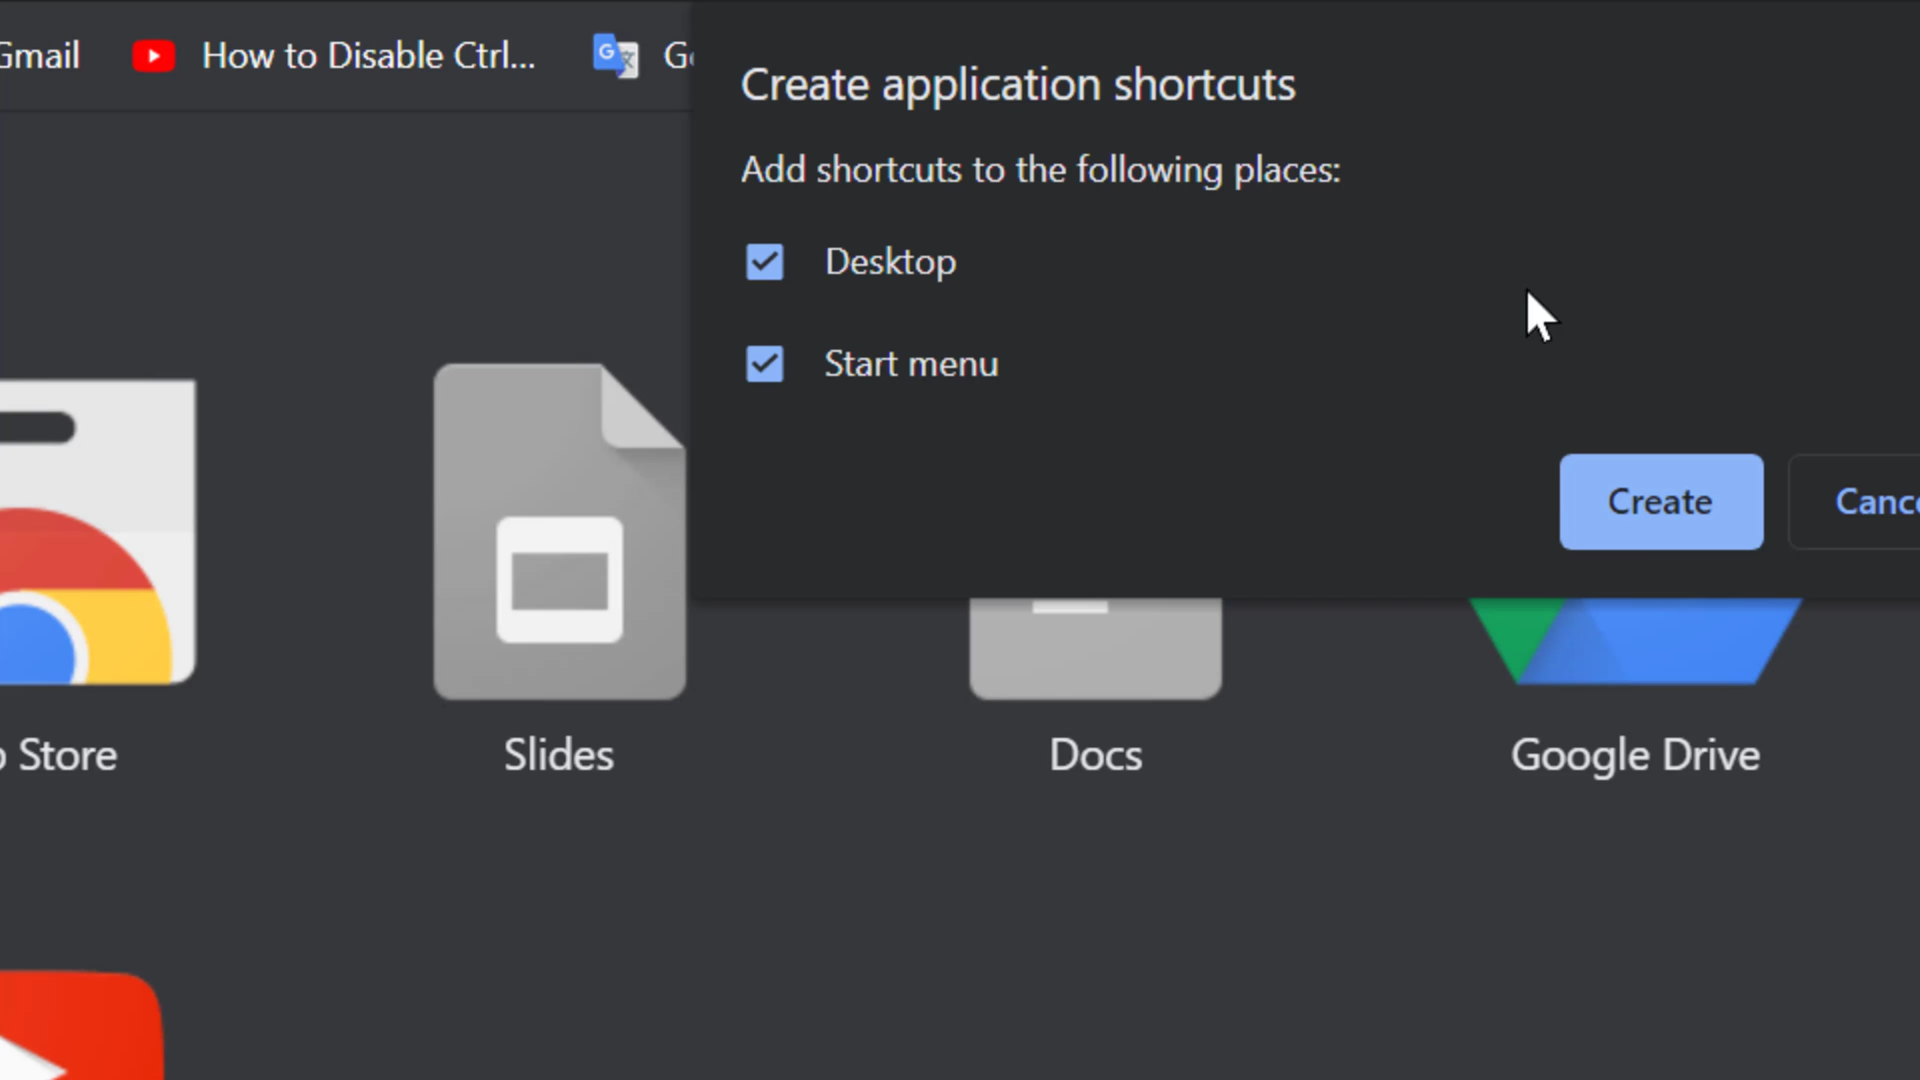 Gmail
How to Disable Ctrl...
Create application shortcuts
Add shortcuts to the following places:
Desktop
Start menu
Create
Store
Slides
Docs
Google Drive